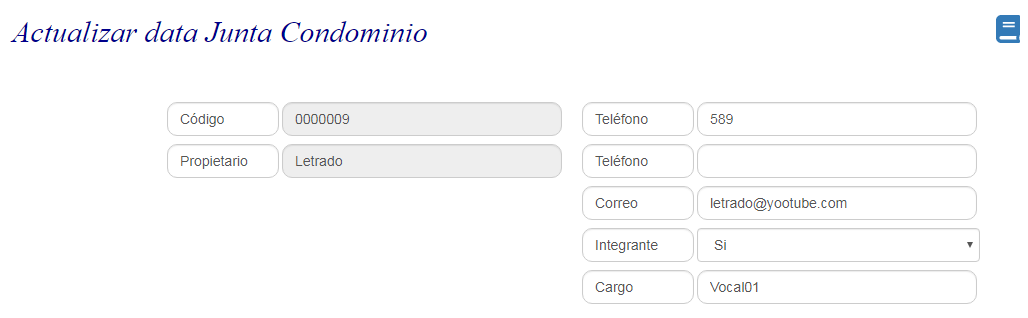 Actualizar data Junta Condominio
Código 0000009
Propietario Letrado
Teléfono 589
Teléfono
Correo letrado@yootube.com
Integrante Si
Cargo Vocal01